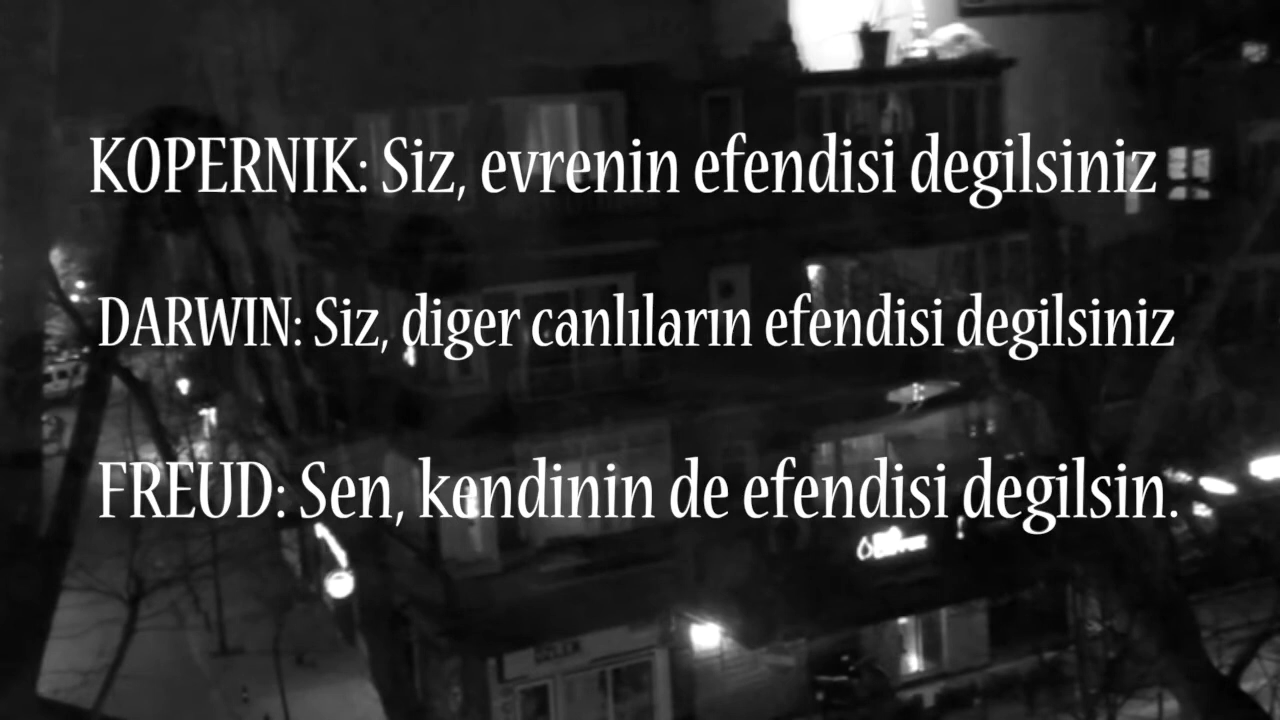 KOPERNIK: Siz, evrenin efendisi degilsiniz
DARWIN: Siz, diger canlıların efendisi degilsiniz
FREUD: Sen, kendinin de efendisi degilsin.